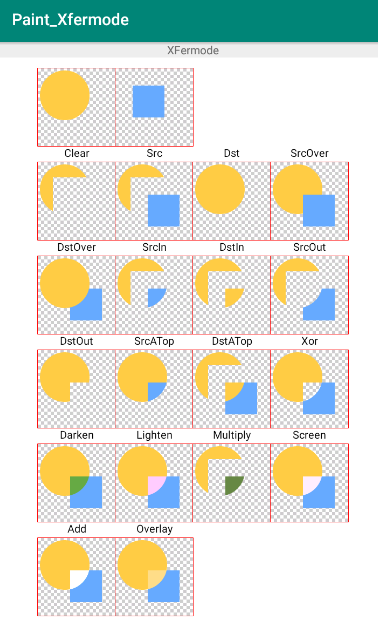 Paint_Xfermode
XFermode
Clear Src Dst SrcOver
DstOver SrcIn DstIn SrcOut
DstOut SrcATop DstATop Xor
Darken Lighten Multiply Screen
Add Overlay